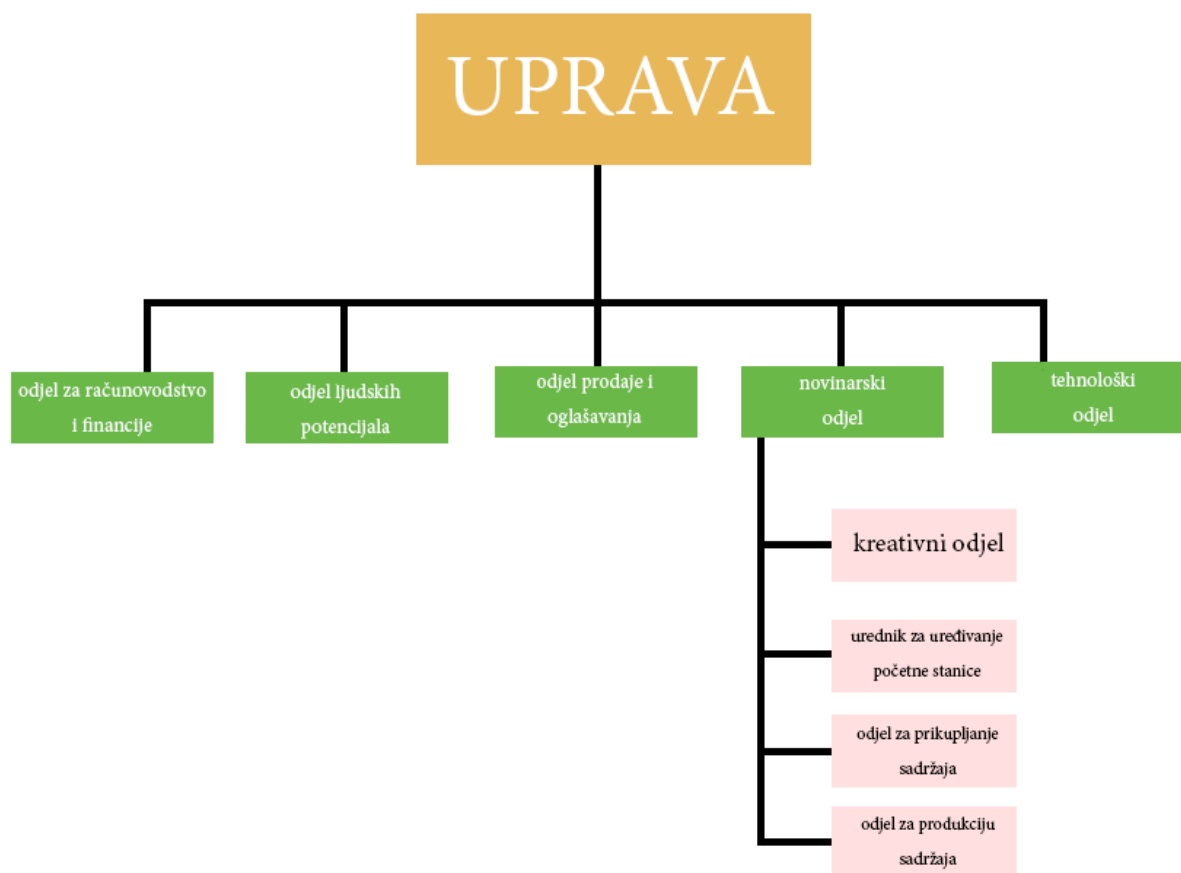 UPRAVA
odjel za računovodstvo
i financije
odjel ljudskih
potencijala
odjel prodaje i
oglašavanja
novinarski
odjel
tehnološki
odjel
kreativni odjel
urednik za uređivanje
početne stanice
odjel za prikupljanje
sadržaja
odjel za produkciju
sadržaja